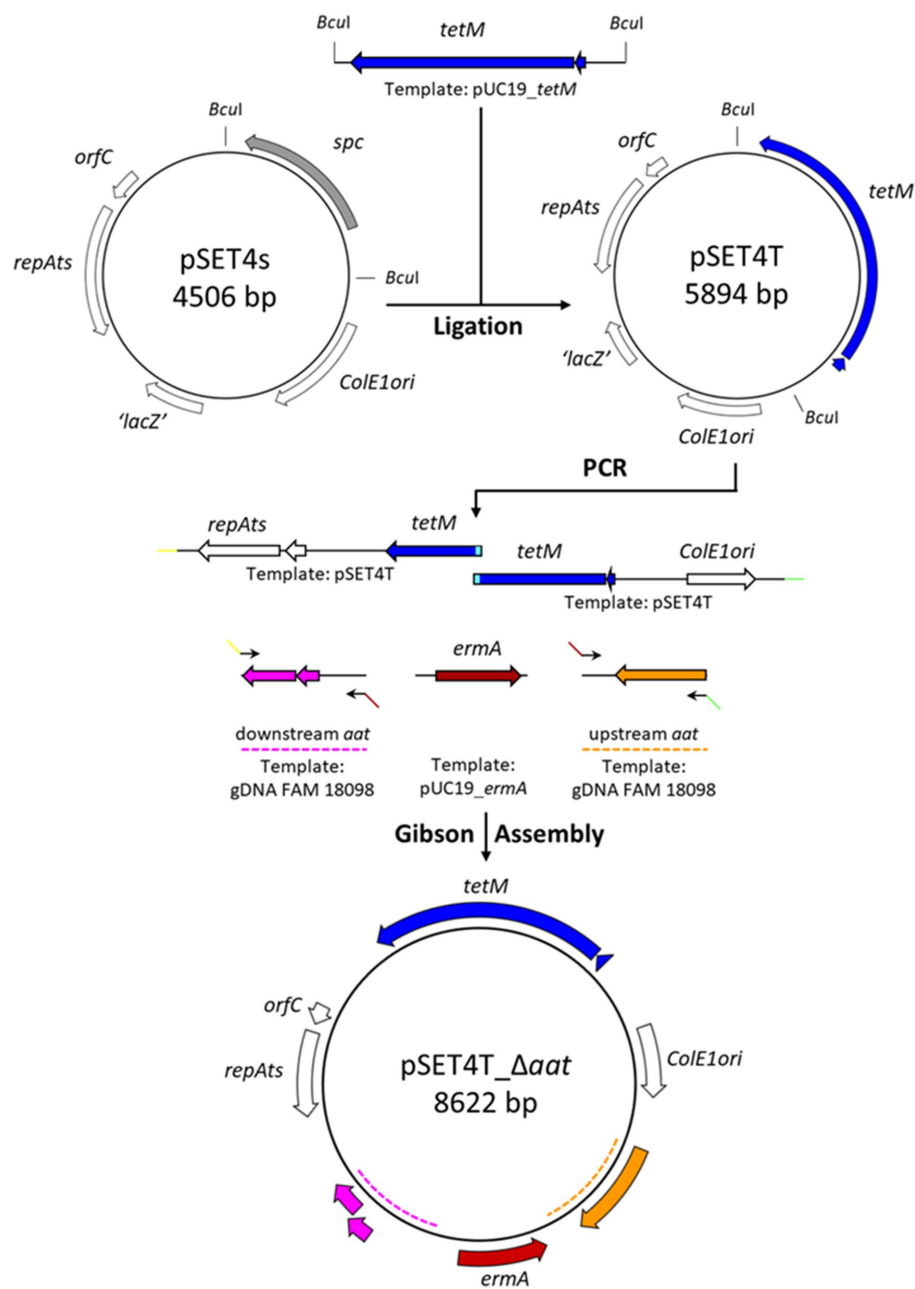 BcuI tetM BcuI
Template: pUC19_tetM
BcuI spc
orfC
repAts
pSET4s
4506 bp
BcuI
ColE1ori
'lacZ'
Ligation
BcuI
orfC
tetM
repAts
pSET4T
5894 bp
'lacZ'
BcuI
ColE1ori
PCR
repAts tetM
Template: pSET4T
tetM ColE1ori
Template: pSET4T
ermA
downstream aat
Template:
gDNA FAM 18098
Template:
pUC19_ermA
upstream aat
Template:
gDNA FAM 18098
Gibson Assembly
tetM
orfC
repAts
pSET4T_Δaat
8622 bp
ColE1ori
ermA